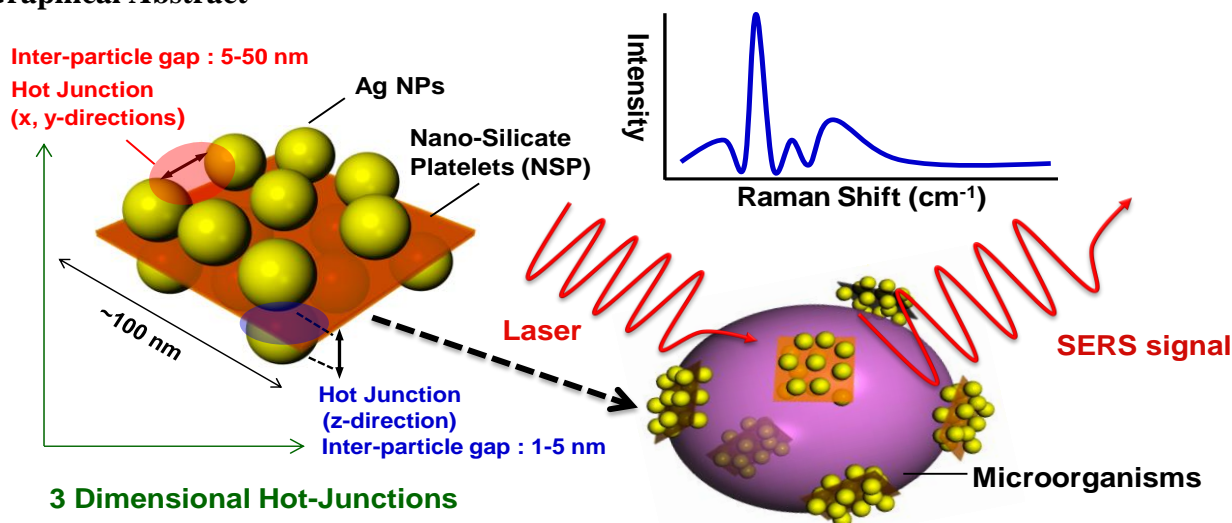 Graphical Abstract
Inter-particle gap : 5-50 nm
Hot Junction
(x, y-directions)
Ag NPs
Nano-Silicate
Platelets (NSP)
~100 nm
Hot Junction
(z-direction)
Inter-particle gap : 1-5 nm
3 Dimensional Hot-Junctions
Intensity
Raman Shift (cm⁻¹)
Laser
SERS signal
Microorganisms